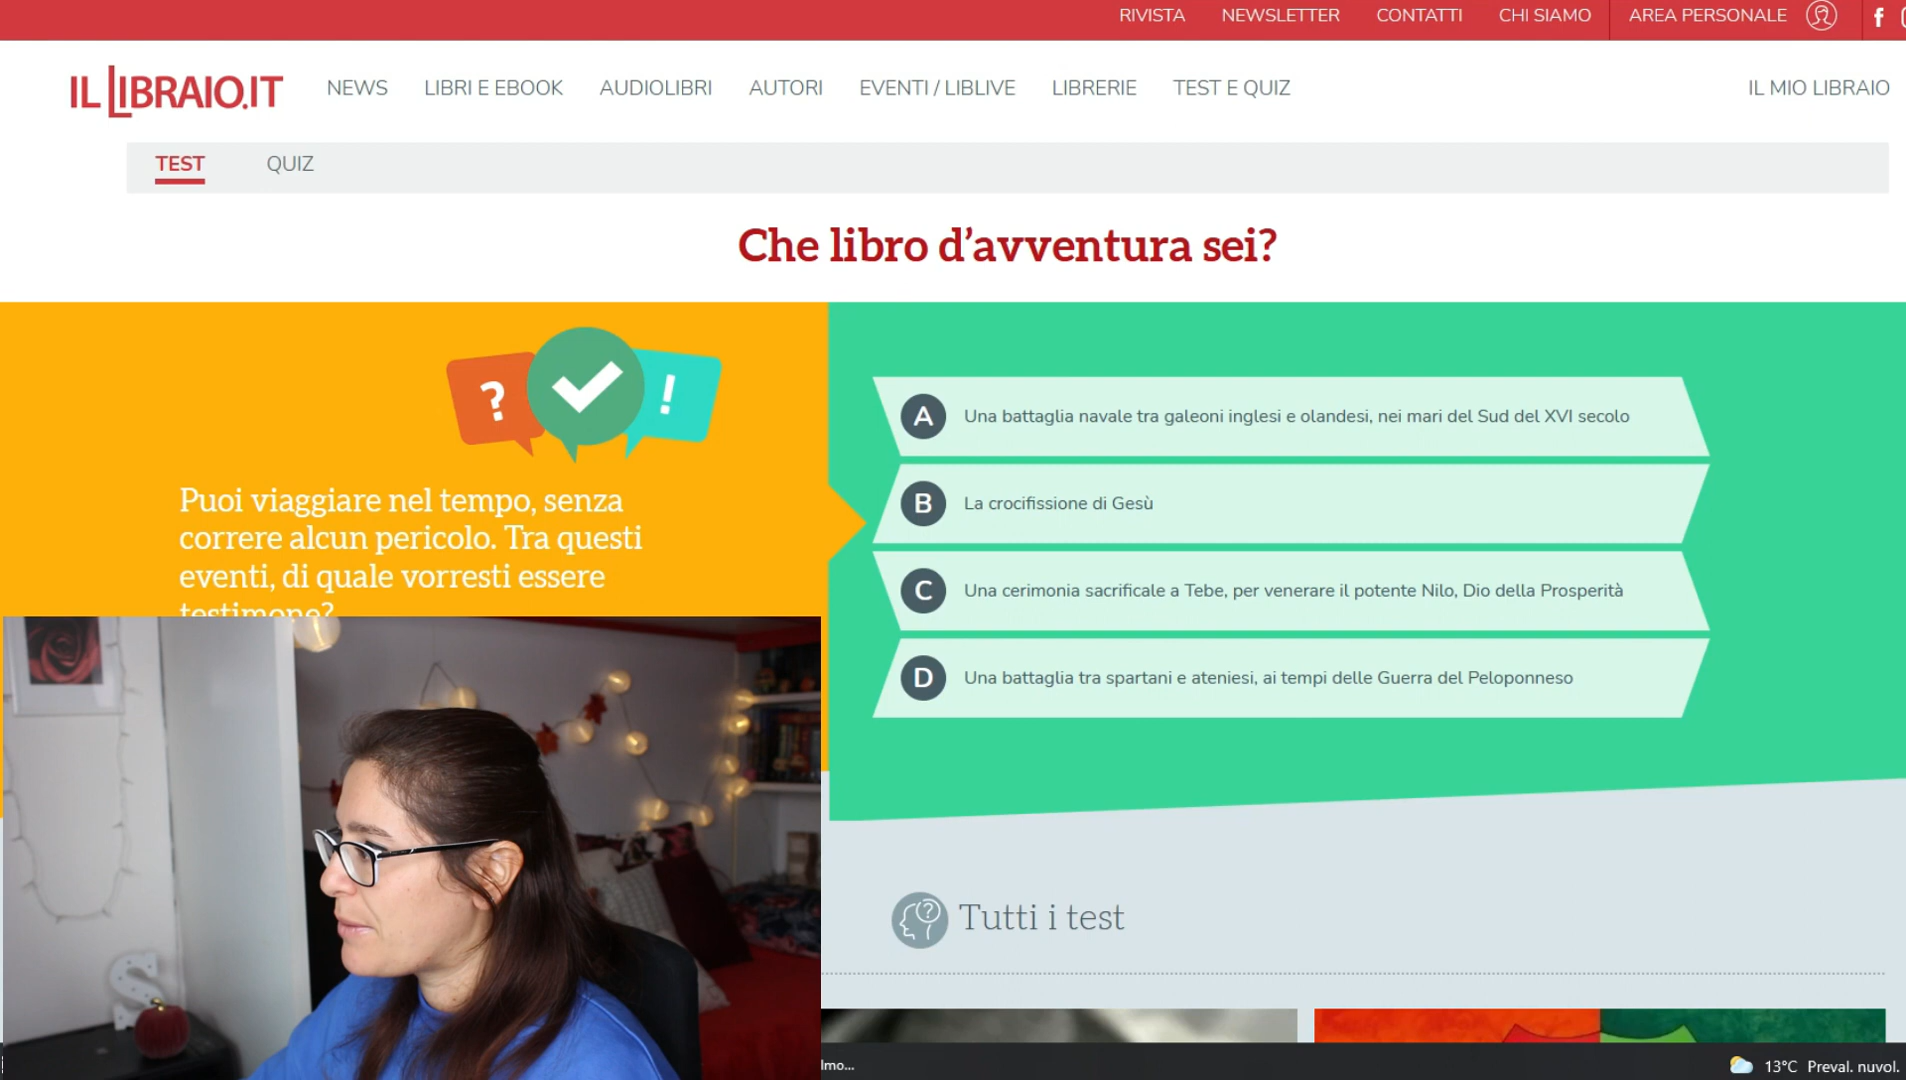 RIVISTA NEWSLETTER CONTATTI CHI SIAMO AREA PERSONALE
IL LIBRAIO.IT NEWS LIBRI E EBOOK AUDIOLIBRI AUTORI EVENTI / LIBLIVE LIBRERIE TEST E QUIZ IL MIO LIBRAIO
TEST QUIZ
Che libro d'avventura sei?
? !
Puoi viaggiare nel tempo, senza
correre alcun pericolo. Tra questi
eventi, di quale vorresti essere
testimone?
A Una battaglia navale tra galeoni inglesi e olandesi, nei mari del Sud del XVI secolo
B La crocifissione di Gesù
C Una cerimonia sacrificale a Tebe, per venerare il potente Nilo, Dio della Prosperità
D Una battaglia tra spartani e ateniesi, ai tempi delle Guerra del Peloponneso
S
? Tutti i test
lmo...
13°C Preval. nuvol.